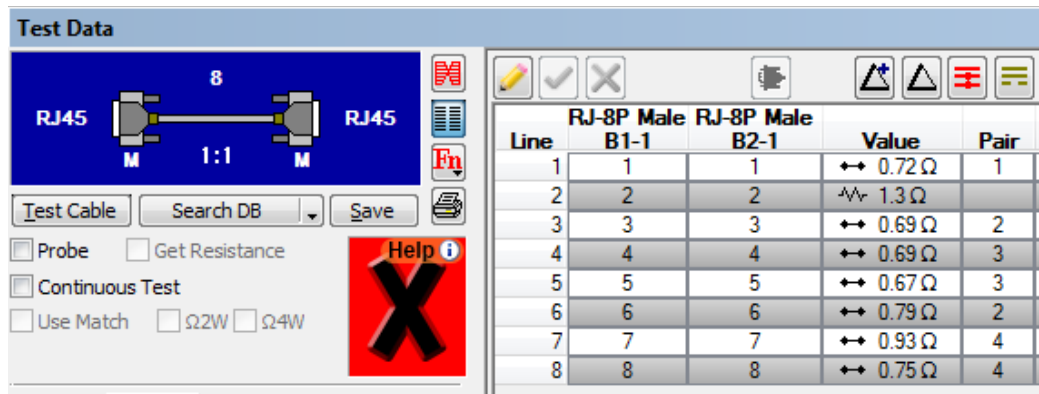 Test Data
8
RJ45 RJ45
M 1:1 M
Fn
Test Cable Search DB Save
Probe Get Resistance
Continuous Test
Use Match Ω2W Ω4W
Help i
X
RJ-8P Male RJ-8P Male
Line B1-1 B2-1 Value Pair
1 1 1 0.72 Ω 1
2 2 2 1.3 Ω
3 3 3 0.69 Ω 2
4 4 4 0.69 Ω 3
5 5 5 0.67 Ω 3
6 6 6 0.79 Ω 2
7 7 7 0.93 Ω 4
8 8 8 0.75 Ω 4